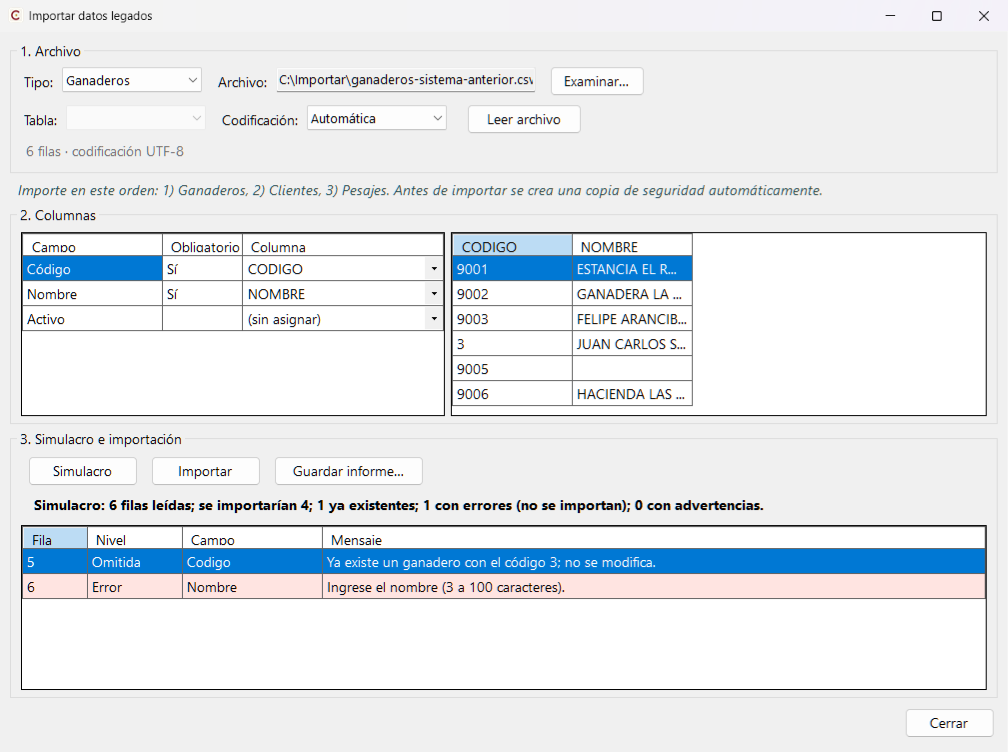 Importar datos legados
1. Archivo
Tipo: Ganaderos Archivo: C:\Importar\ganaderos-sistema-anterior.csv Examinar...
Tabla: Codificación: Automática Leer archivo
6 filas · codificación UTF-8
Importe en este orden: 1) Ganaderos, 2) Clientes, 3) Pesajes. Antes de importar se crea una copia de seguridad automáticamente.
2. Columnas
Campo Obligatorio Columna
Código Sí CODIGO
Nombre Sí NOMBRE
Activo (sin asignar)
CODIGO NOMBRE
9001 ESTANCIA EL R...
9002 GANADERA LA ...
9003 FELIPE ARANCIB...
3 JUAN CARLOS S...
9005
9006 HACIENDA LAS ...
3. Simulacro e importación
Simulacro Importar Guardar informe...
Simulacro: 6 filas leídas; se importarían 4; 1 ya existentes; 1 con errores (no se importan); 0 con advertencias.
Fila Nivel Campo Mensaje
5 Omitida Codigo Ya existe un ganadero con el código 3; no se modifica.
6 Error Nombre Ingrese el nombre (3 a 100 caracteres).
Cerrar